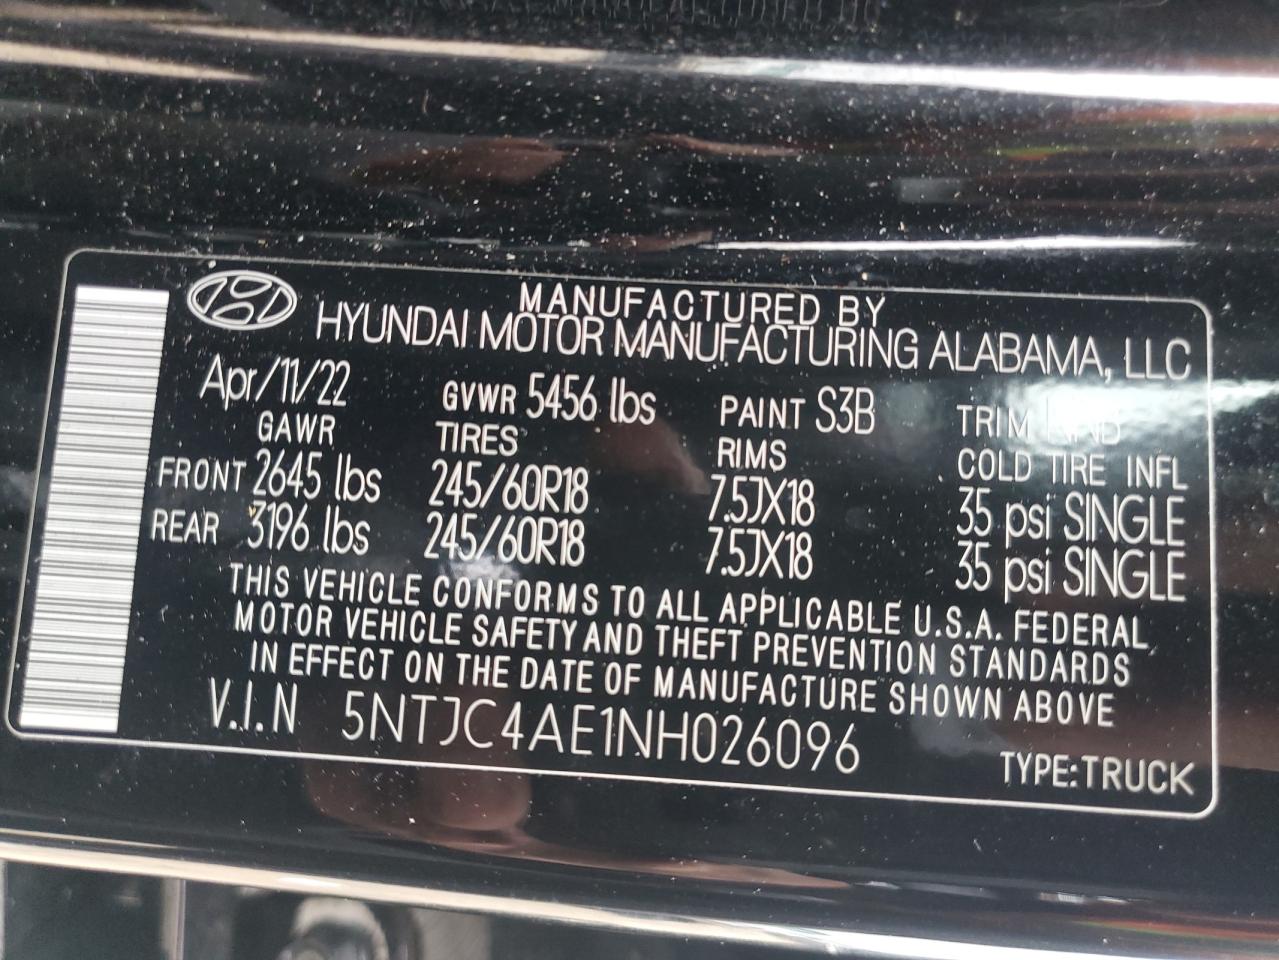 MANUFACTURED BY
HYUNDAI MOTOR MANUFACTURING ALABAMA, LLC
Apr/11/22 GVWR 5456 lbs PAINT S3B TRIM
GAWR TIRES RIMS COLD TIRE INFL
FRONT 2645 lbs 245/60R18 7.5JX18 35 psi SINGLE
REAR 3196 lbs 245/60R18 7.5JX18 35 psi SINGLE
THIS VEHICLE CONFORMS TO ALL APPLICABLE U.S.A. FEDERAL
MOTOR VEHICLE SAFETY AND THEFT PREVENTION STANDARDS
IN EFFECT ON THE DATE OF MANUFACTURE SHOWN ABOVE
V.I.N 5NTJC4AE1NH026096
TYPE:TRUCK